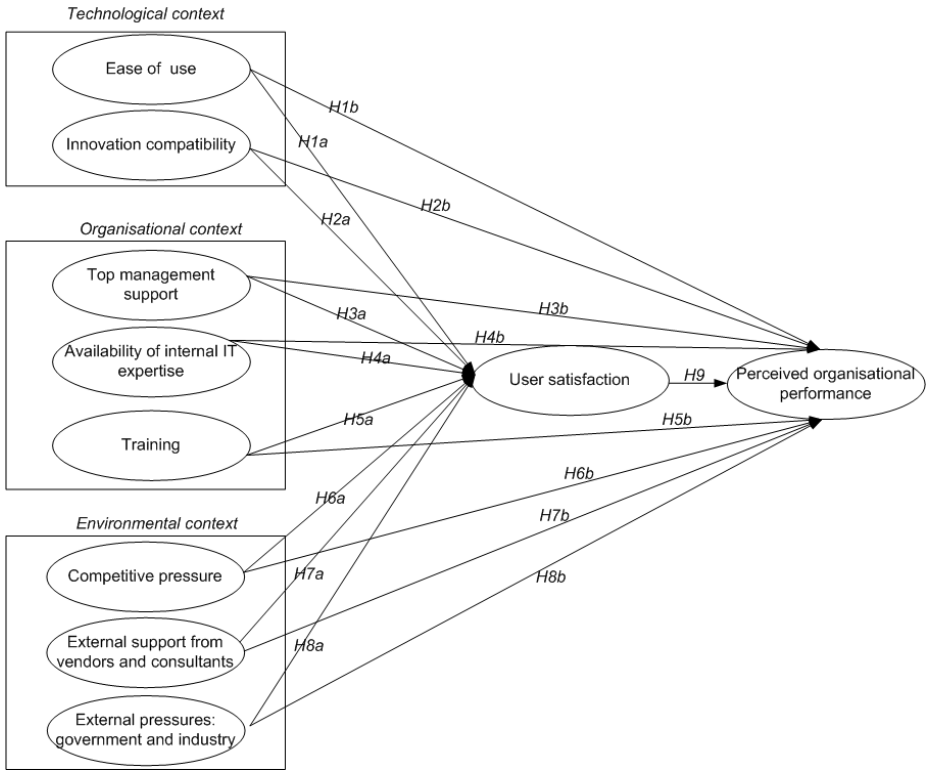 Technological context
Ease of use
Innovation compatibility
H1b
H1a
H2a
H2b
Organisational context
Top management
support
Availability of internal IT
expertise
Training
H3b
H3a
H4b
H4a
H5a
H5b
User satisfaction
H9
Perceived organisational
performance
Environmental context
Competitive pressure
External support from
vendors and consultants
External pressures:
government and industry
H6a
H6b
H7b
H7a
H8b
H8a